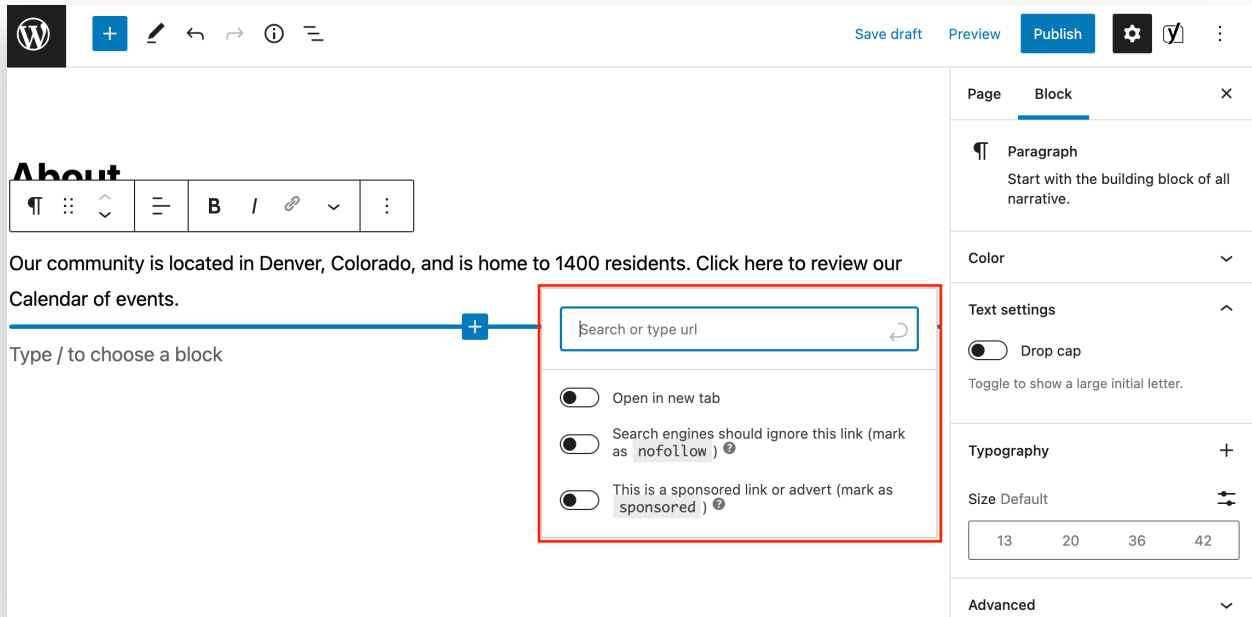 Save draft
Preview
Publish
Page
Block
About
Paragraph
Start with the building block of all
narrative.
B I
Our community is located in Denver, Colorado, and is home to 1400 residents. Click here to review our
Calendar of events.
Type / to choose a block
Search or type url
Open in new tab
Search engines should ignore this link (mark
as nofollow )
This is a sponsored link or advert (mark as
sponsored )
Color
Text settings
Drop cap
Toggle to show a large initial letter.
Typography
Size Default
13 20 36 42
Advanced